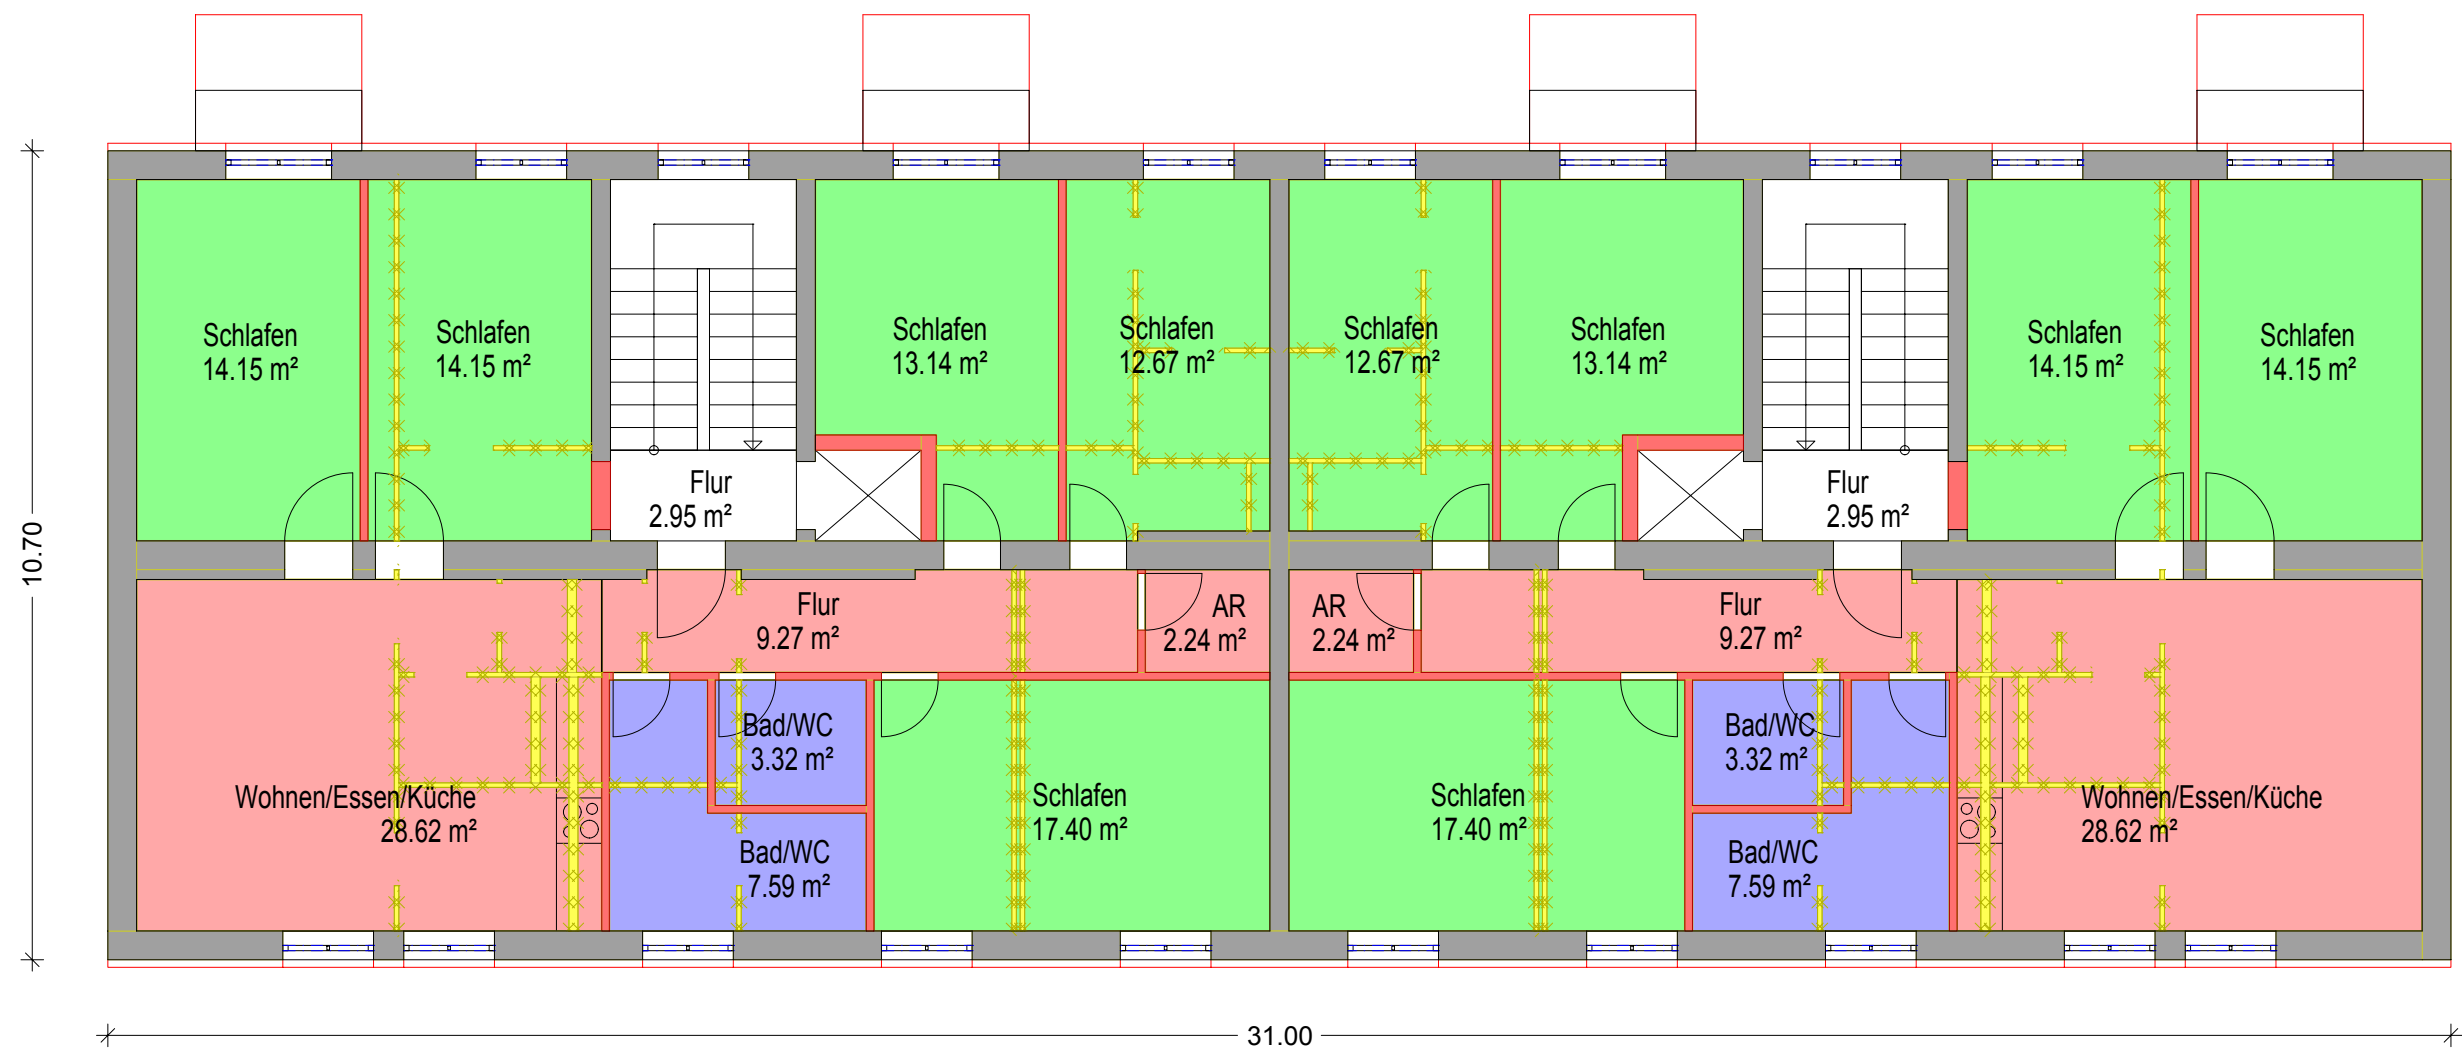 Schlafen
14.15 m²
Schlafen
14.15 m²
Schlafen
13.14 m²
Schlafen
12.67 m²
Schlafen
12.67 m²
Schlafen
13.14 m²
Schlafen
14.15 m²
Schlafen
14.15 m²
Flur
2.95 m²
Flur
2.95 m²
10.70
Flur
9.27 m²
AR
2.24 m²
AR
2.24 m²
Flur
9.27 m²
Bad/WC
3.32 m²
Bad/WC
3.32 m²
Wohnen/Essen/Küche
28.62 m²
Schlafen
17.40 m²
Schlafen
17.40 m²
Wohnen/Essen/Küche
28.62 m²
Bad/WC
7.59 m²
Bad/WC
7.59 m²
31.00